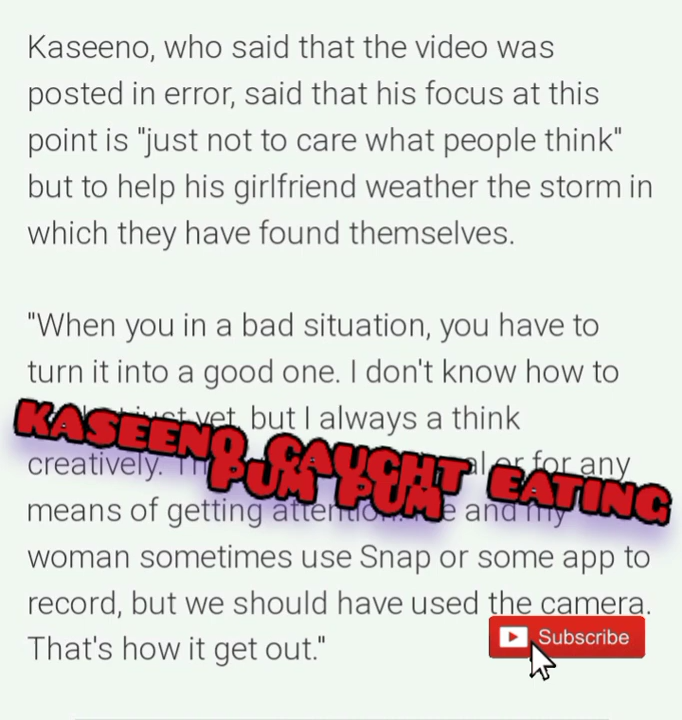 Kaseeno, who said that the video was
posted in error, said that his focus at this
point is "just not to care what people think"
but to help his girlfriend weather the storm in
which they have found themselves.
"When you in a bad situation, you have to
turn it into a good one. I don't know how to
yet, but I always a think
creatively. or for any
means of getting attention. and my
woman sometimes use Snap or some app to
record, but we should have used the camera.
That's how it get out."
KASEENO CAUGHT EATING
PUM PUM
Subscribe